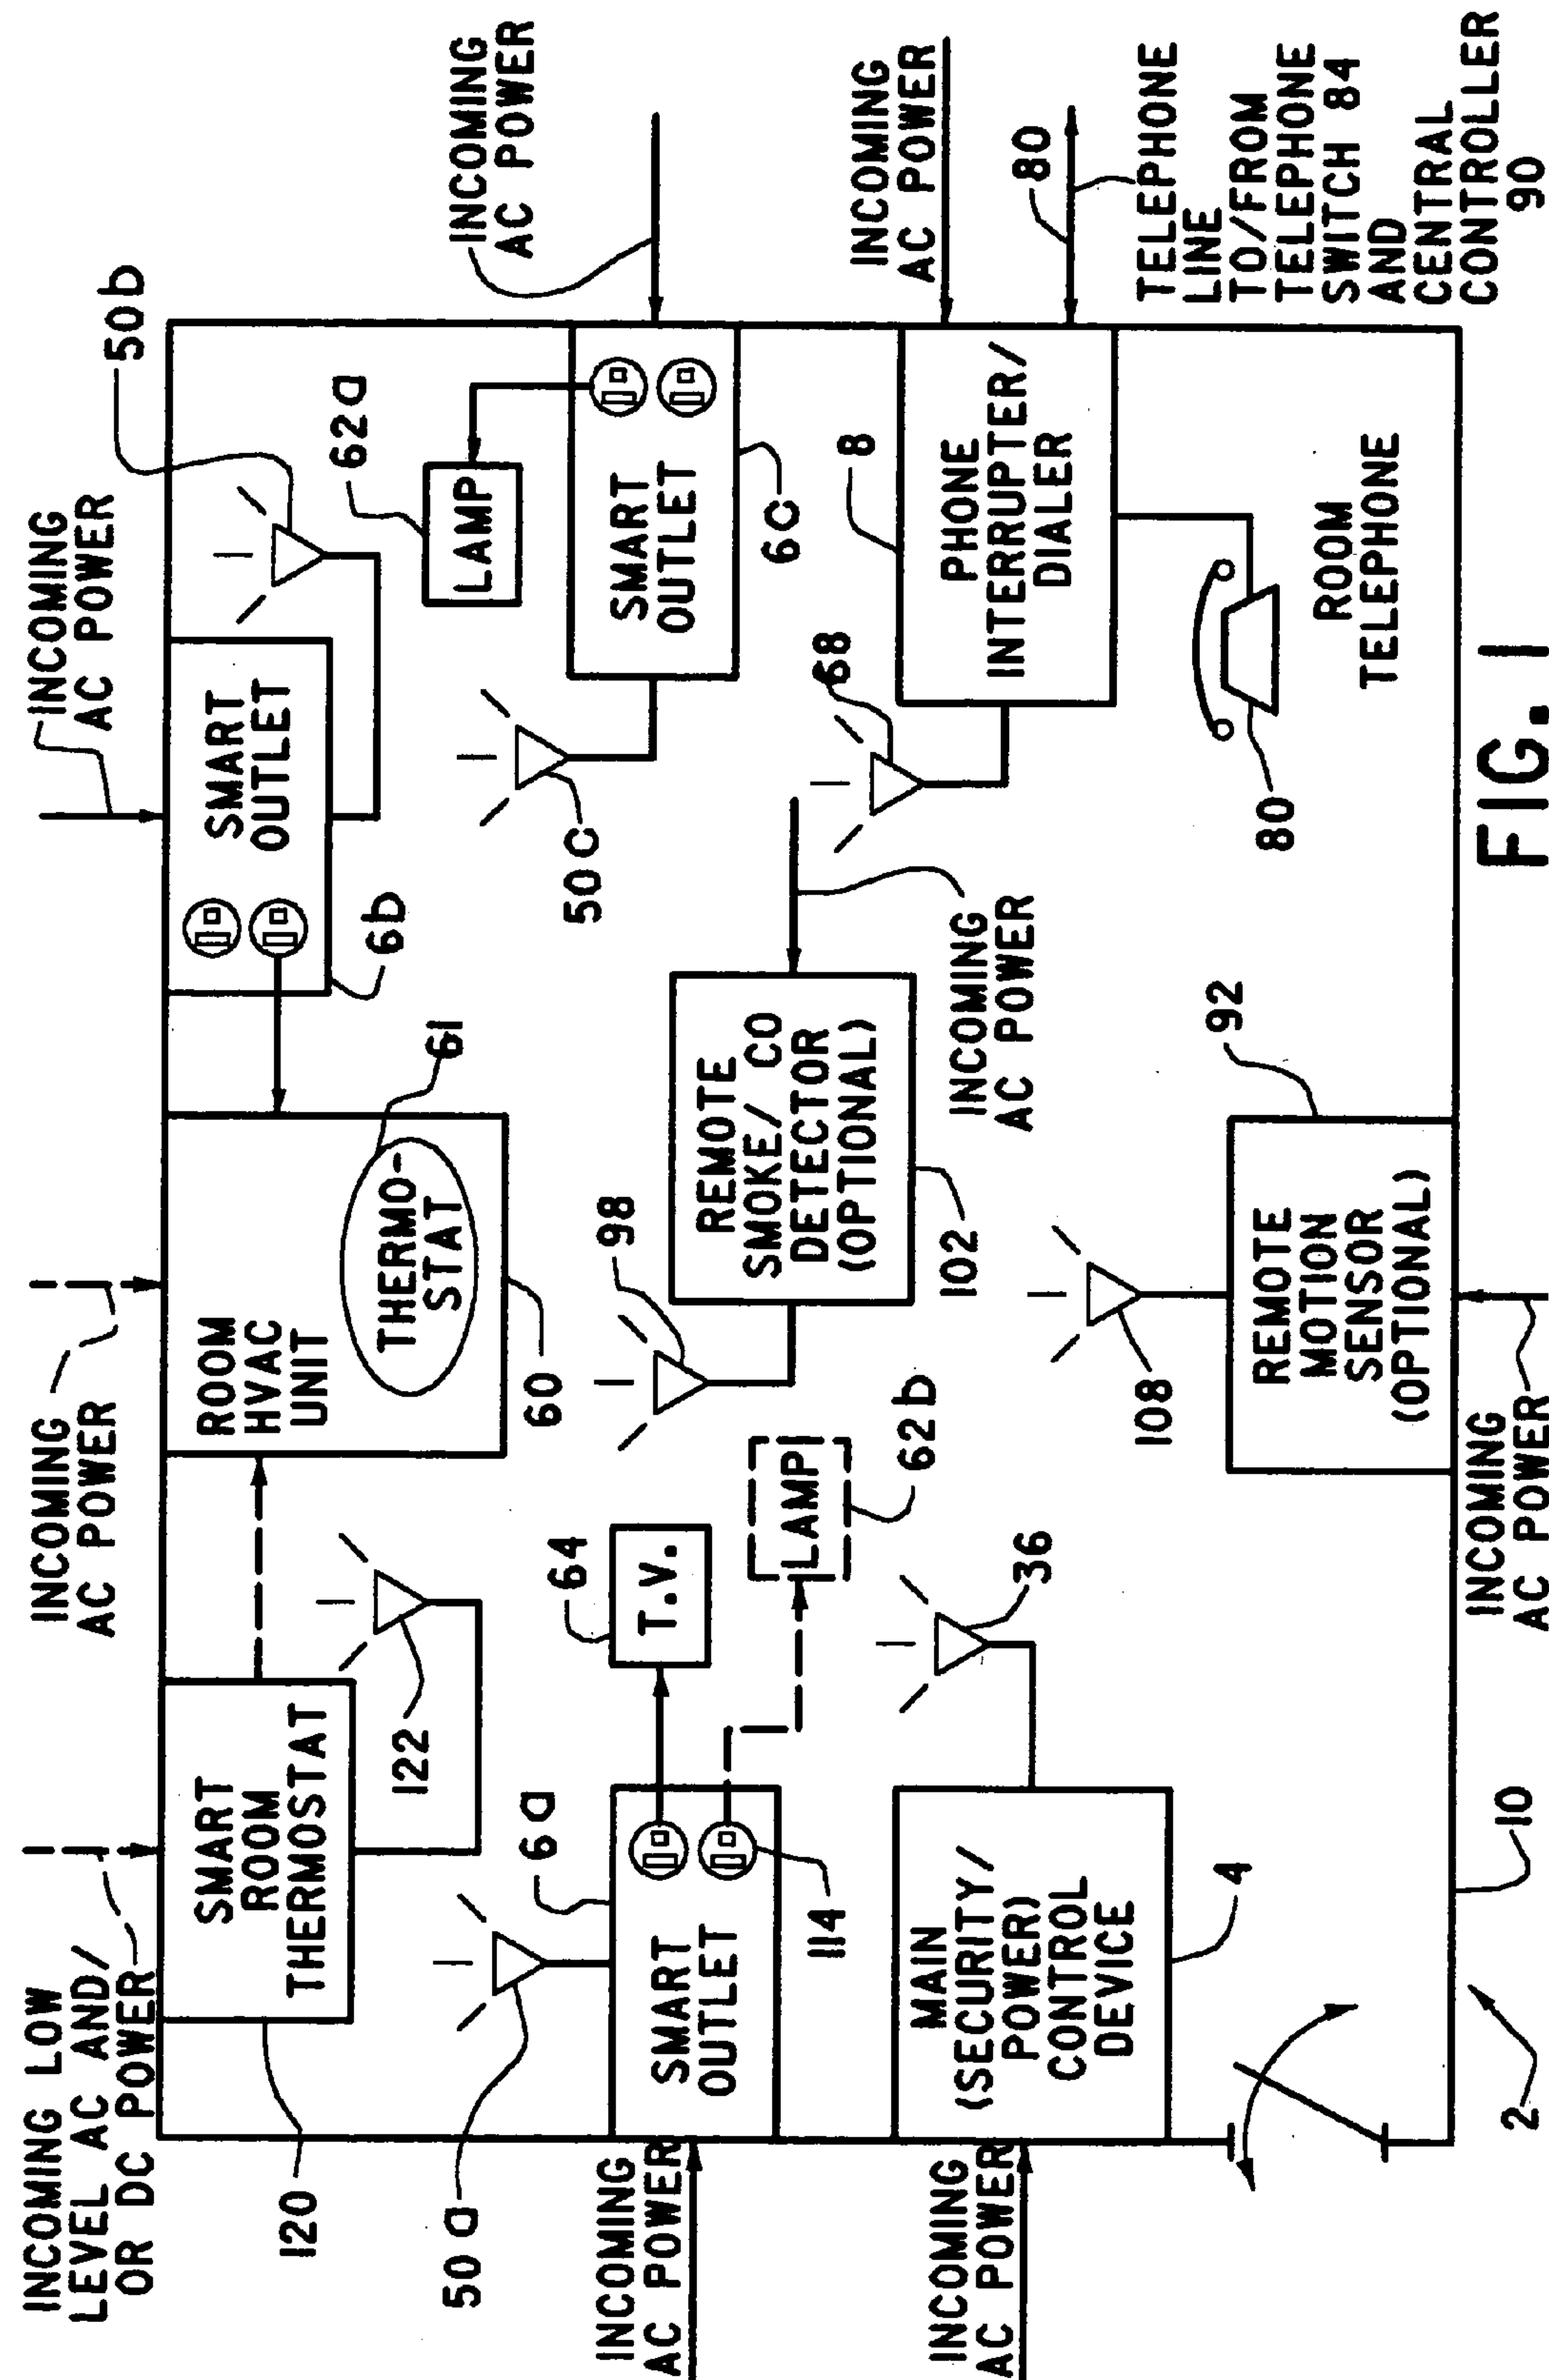 INCOMING LOW
LEVEL AC AND/
OR DC POWER
INCOMING
AC POWER
INCOMING
AC POWER
50b
120
SMART
ROOM
THERMOSTAT
122
ROOM
HVAC
UNIT
THERMO-
STAT
61
60
SMART
OUTLET
6b
62a
LAMP
INCOMING
AC POWER
50a
6a
SMART
OUTLET
114
64
T.V.
LAMP
62b
98
REMOTE
SMOKE/ CO
DETECTOR
(OPTIONAL)
102
INCOMING
AC POWER
50c
SMART
OUTLET
6c
INCOMING
AC POWER
INCOMING
AC POWER
MAIN
(SECURITY/
POWER)
CONTROL
DEVICE
4
36
108
REMOTE
MOTION
SENSOR
(OPTIONAL)
92
68
8
PHONE
INTERRUPTER/
DIALER
INCOMING
AC POWER
80
TELEPHONE
LINE
TO/FROM
TELEPHONE
SWITCH 84
AND
CENTRAL
CONTROLLER
90
80
ROOM
TELEPHONE
INCOMING
AC POWER
2
10
INCOMING
AC POWER
FIG. 1